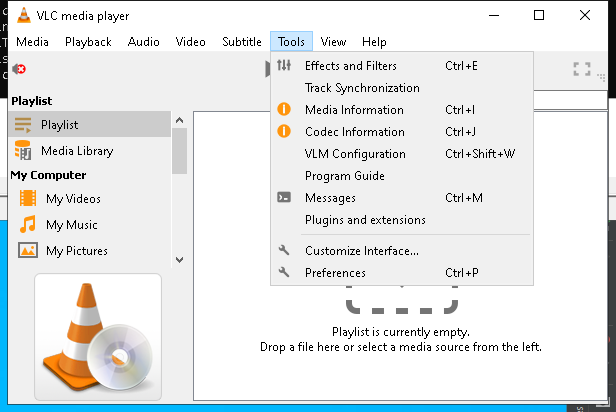 VLC media player
Media Playback Audio Video Subtitle Tools View Help
Effects and Filters Ctrl+E
Track Synchronization
Media Information Ctrl+I
Codec Information Ctrl+J
VLM Configuration Ctrl+Shift+W
Program Guide
Messages Ctrl+M
Plugins and extensions
Customize Interface...
Preferences Ctrl+P
Playlist
Playlist
Media Library
My Computer
My Videos
My Music
My Pictures
Playlist is currently empty.
Drop a file here or select a media source from the left.